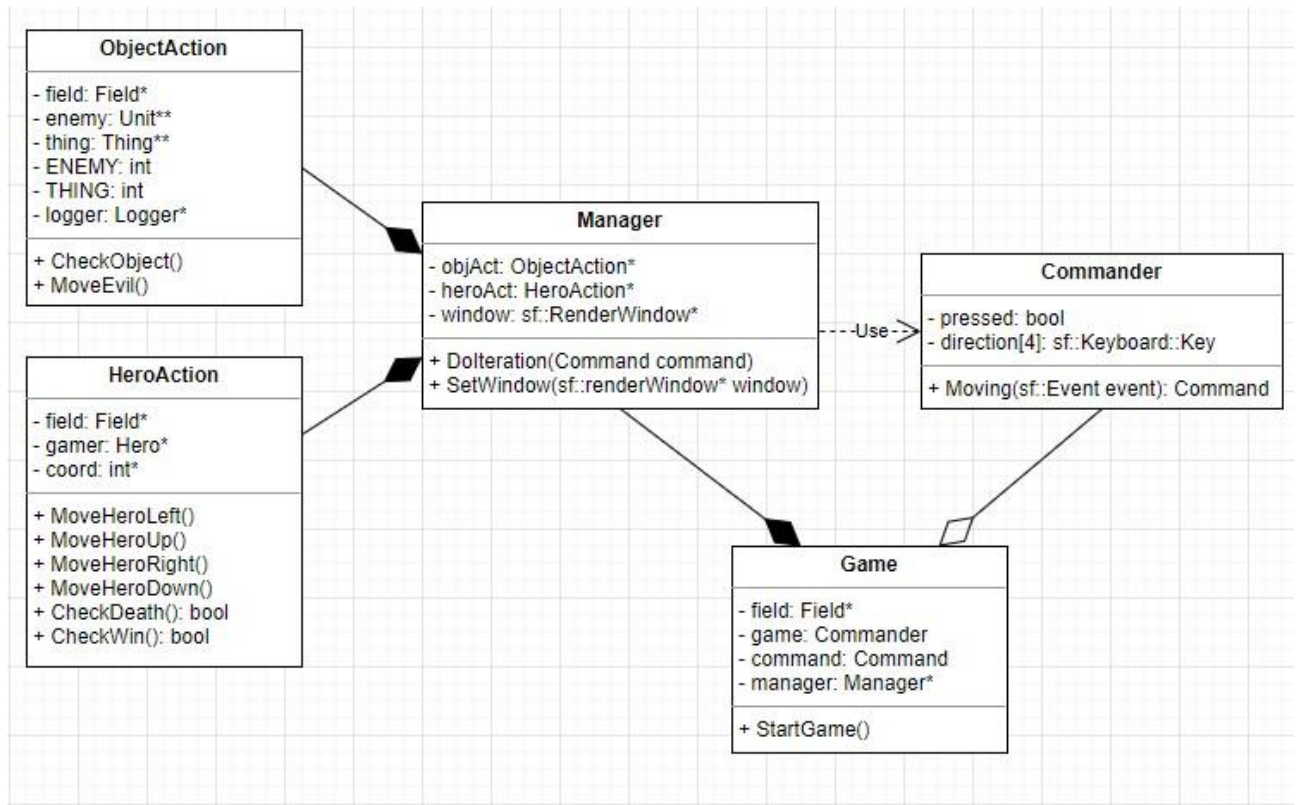 ObjectAction
- field: Field*
- enemy: Unit**
- thing: Thing**
- ENEMY: int
- THING: int
- logger: Logger*
+ CheckObject()
+ MoveEvil()
HeroAction
- field: Field*
- gamer: Hero*
- coord: int*
+ MoveHeroLeft()
+ MoveHeroUp()
+ MoveHeroRight()
+ MoveHeroDown()
+ CheckDeath(): bool
+ CheckWin(): bool
Manager
- objAct: ObjectAction*
- heroAct: HeroAction*
- window: sf::RenderWindow*
+ DoIteration(Command command)
+ SetWindow(sf::renderWindow* window)
Use
Commander
- pressed: bool
- direction[4]: sf::Keyboard::Key
+ Moving(sf::Event event): Command
Game
- field: Field*
- game: Commander
- command: Command
- manager: Manager*
+ StartGame()